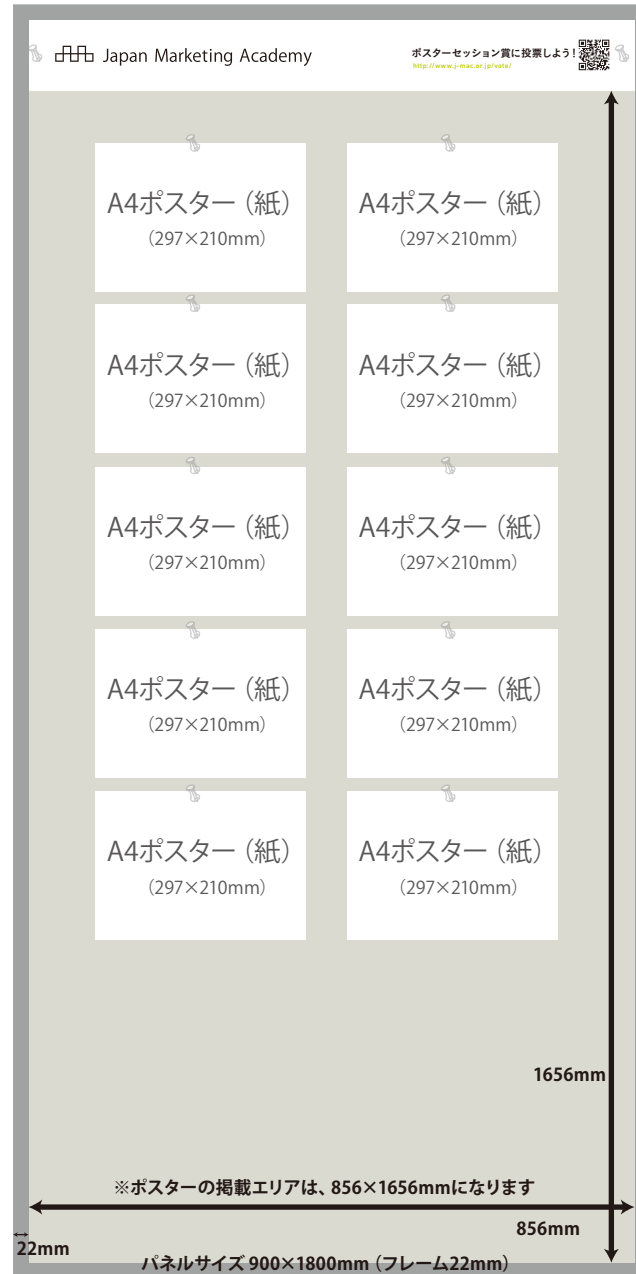 Japan Marketing Academy
ポスターセッション賞に投票しよう!
http://www.j-mac.or.jp/vote/
A4ポスター（紙）
（297×210mm）
A4ポスター（紙）
（297×210mm）
A4ポスター（紙）
（297×210mm）
A4ポスター（紙）
（297×210mm）
A4ポスター（紙）
（297×210mm）
A4ポスター（紙）
（297×210mm）
A4ポスター（紙）
（297×210mm）
A4ポスター（紙）
（297×210mm）
A4ポスター（紙）
（297×210mm）
A4ポスター（紙）
（297×210mm）
1656mm
※ポスターの掲載エリアは、856×1656mmになります
856mm
22mm
パネルサイズ 900×1800mm（フレーム22mm）